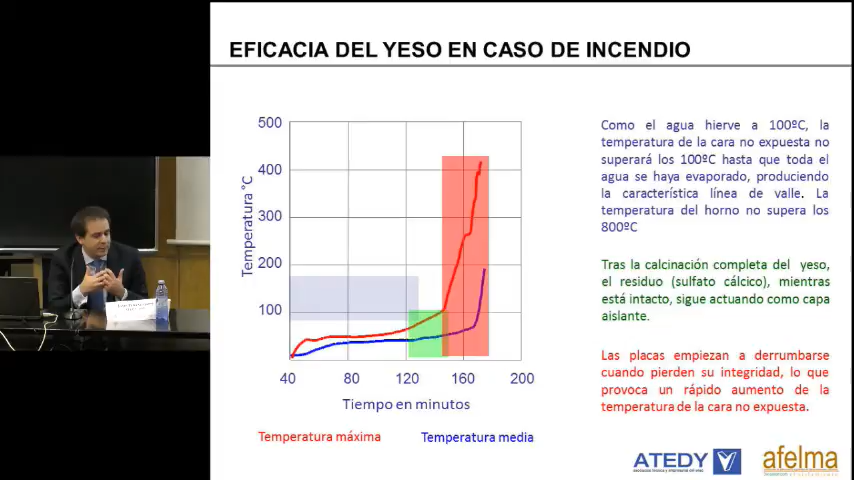 EFICACIA DEL YESO EN CASO DE INCENDIO
500
400
300
200
100
Temperatura °C
40
80
120
160
200
Tiempo en minutos
Temperatura máxima
Temperatura media
Como el agua hierve a 100ºC, la
temperatura de la cara no expuesta no
superará los 100ºC hasta que toda el
agua se haya evaporado, produciendo
la característica línea de valle. La
temperatura del horno no supera los
800ºC
Tras la calcinación completa del yeso,
el residuo (sulfato cálcico), mientras
está intacto, sigue actuando como capa
aislante.
Las placas empiezan a derrumbarse
cuando pierden su integridad, lo que
provoca un rápido aumento de la
temperatura de la cara no expuesta.
ATEDY
afelma